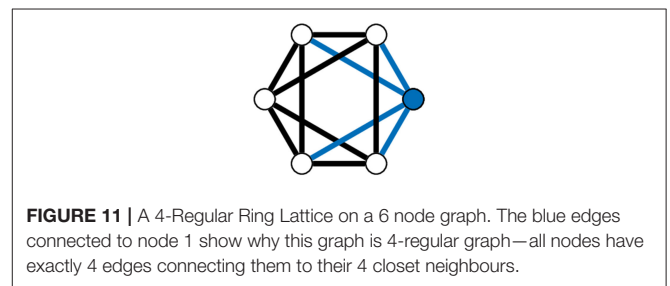 FIGURE 11 | A 4-Regular Ring Lattice on a 6 node graph. The blue edges
connected to node 1 show why this graph is 4-regular graph—all nodes have
exactly 4 edges connecting them to their 4 closet neighbours.